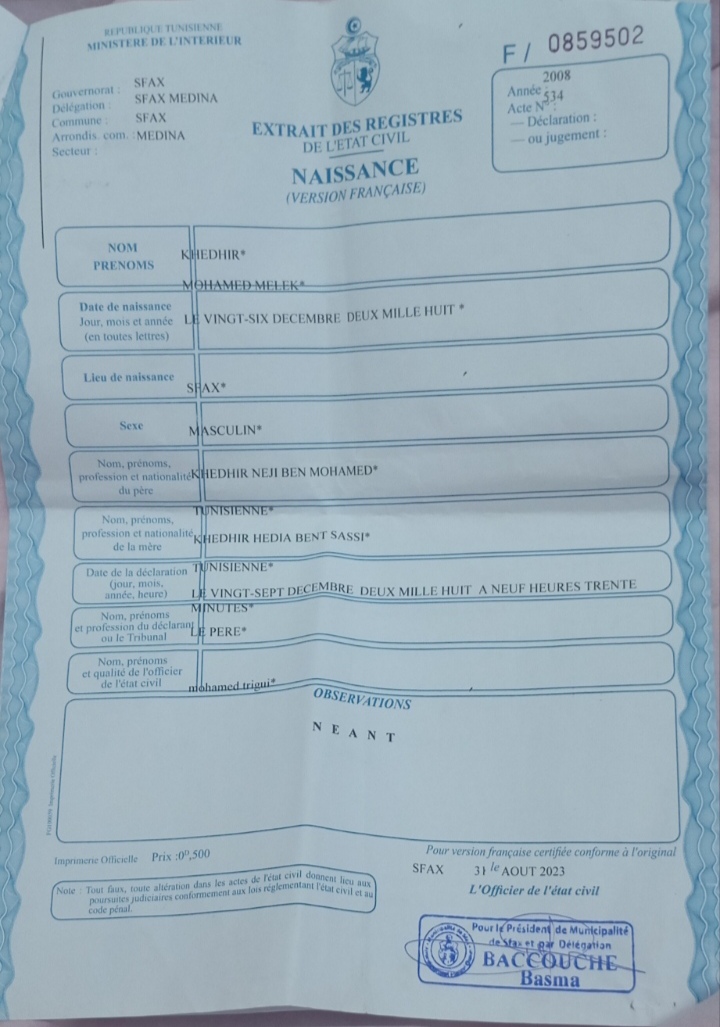 REPUBLIQUE TUNISIENNE
MINISTERE DE L'INTERIEUR
F/ 0859502
Gouvernorat : SFAX
Délégation : SFAX MEDINA
Commune : SFAX
Arrondis. com. : MEDINA
Secteur :
Année : 2008
Acte N° : 534
— Déclaration :
— ou jugement :
EXTRAIT DES REGISTRES
DE L'ETAT CIVIL
NAISSANCE
(VERSION FRANÇAISE)
NOM
PRENOMS
KHEDHIR*
MOHAMED MELEK*
Date de naissance
Jour, mois et année
(en toutes lettres)
LE VINGT-SIX DECEMBRE DEUX MILLE HUIT *
Lieu de naissance
SFAX*
Sexe
MASCULIN*
Nom, prénoms,
profession et nationalité
du père
KHEDHIR NEJI BEN MOHAMED*
TUNISIENNE*
Nom, prénoms,
profession et nationalité
de la mère
KHEDHIR HEDIA BENT SASSI*
TUNISIENNE*
Date de la déclaration
(jour, mois,
année, heure)
LE VINGT-SEPT DECEMBRE DEUX MILLE HUIT A NEUF HEURES TRENTE
MINUTES*
Nom, prénoms
et profession du déclarant
ou le Tribunal
LE PERE*
Nom, prénoms
et qualité de l'officier
de l'état civil
mohamed trigui*
OBSERVATIONS
N E A N T
Imprimerie Officielle Prix :0ᴰ,500
Note : Tout faux, toute altération dans les actes de l'état civil donnent lieu aux
poursuites judiciaires conformement aux lois réglementant l'état civil et au
code pénal.
Pour version française certifiée conforme à l'original
SFAX 31 le AOUT 2023
L'Officier de l'état civil
Pour le Président de Municipalité
de Sfax et par Délégation
BACCOUCHE
Basma